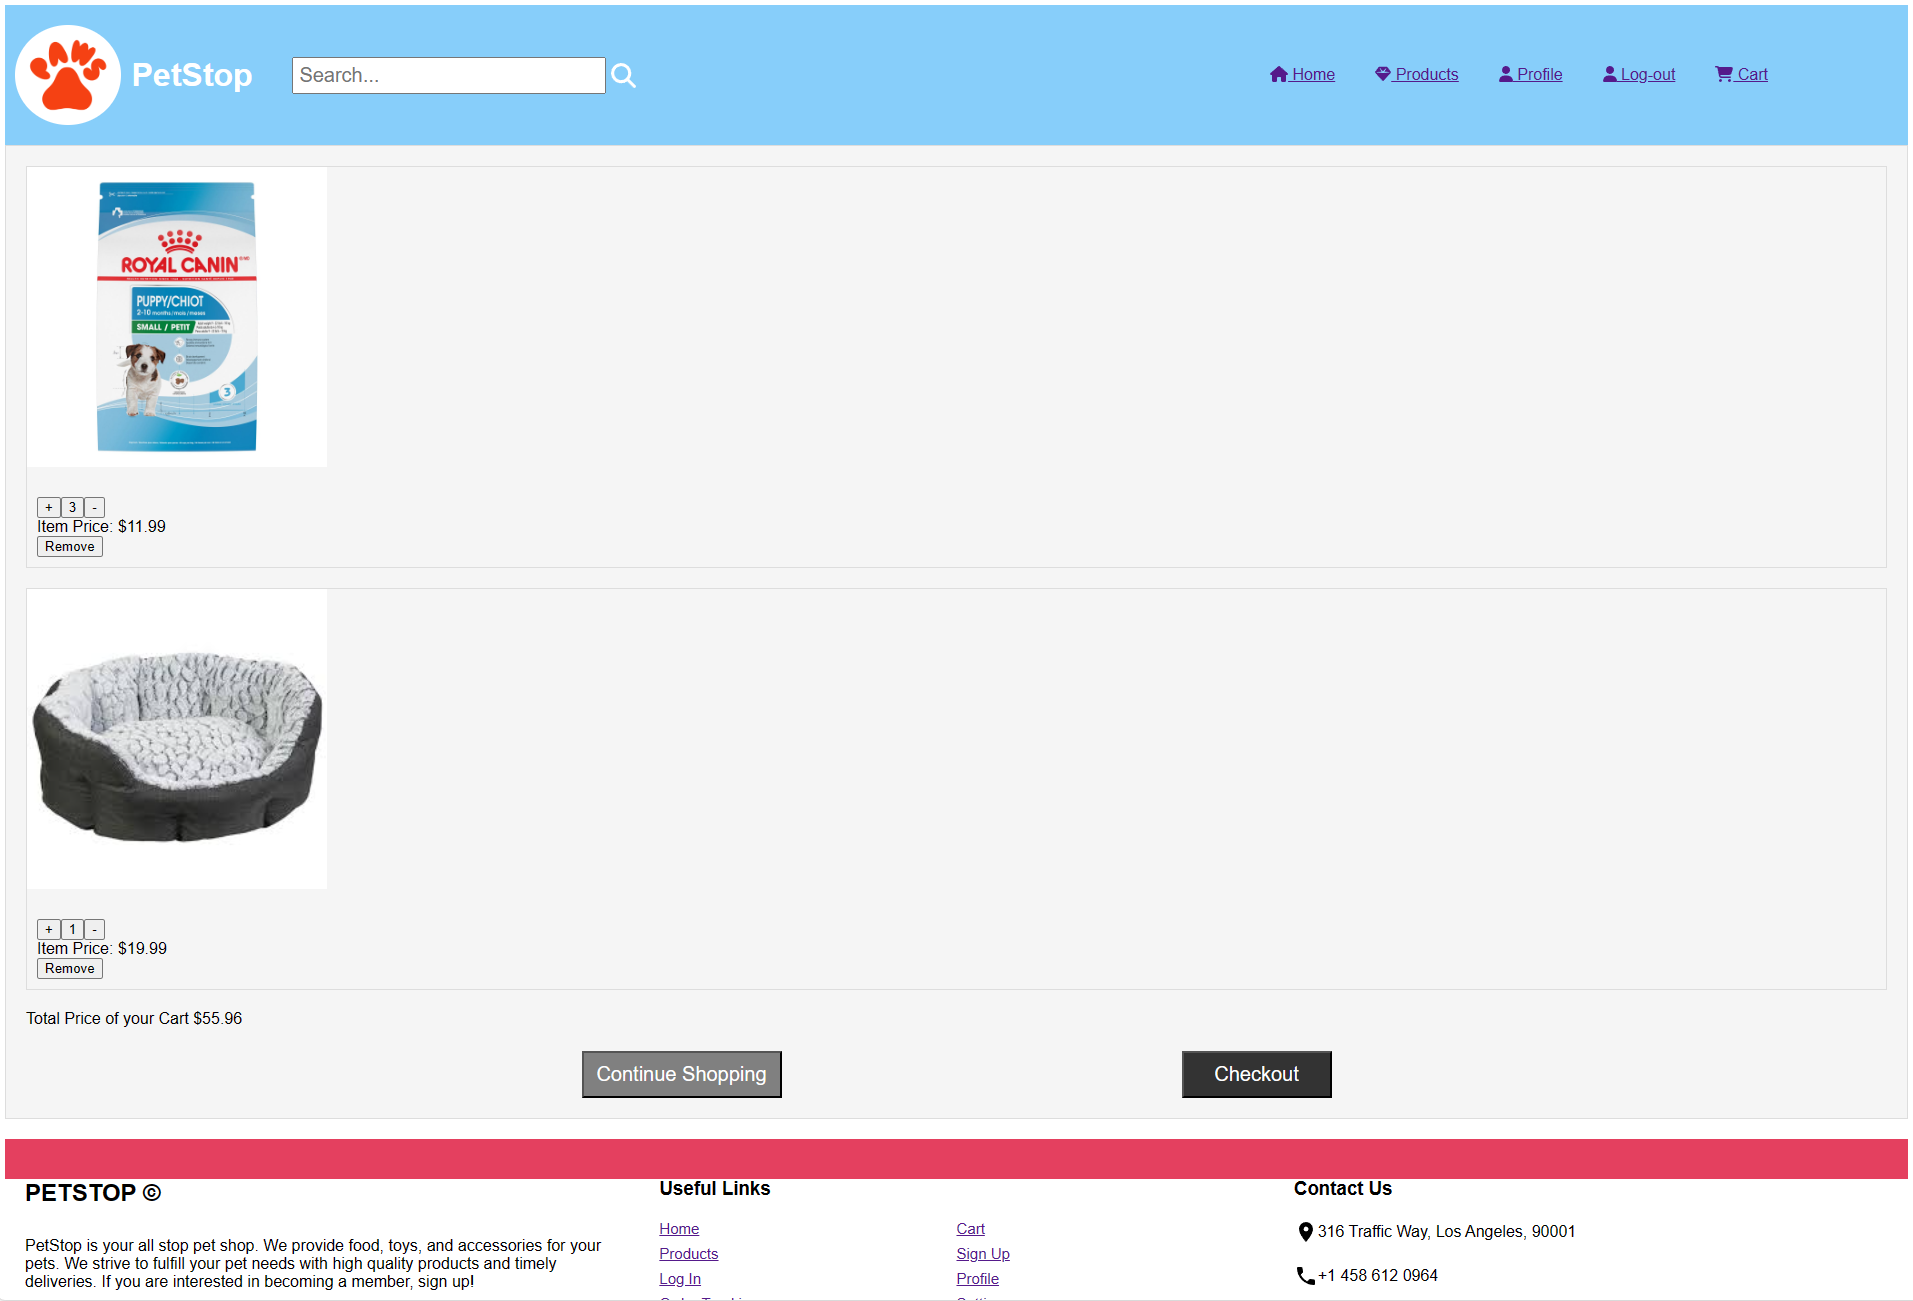 PetStop
Search...
Home
Products
Profile
Log-out
Cart
ROYAL CANIN
PUPPY/CHIOT
2-10 months/mois/meses
SMALL / PETIT
3
+ 3 -
Item Price: $11.99
Remove
+ 1 -
Item Price: $19.99
Remove
Total Price of your Cart $55.96
Continue Shopping
Checkout
PETSTOP ©
PetStop is your all stop pet shop. We provide food, toys, and accessories for your
pets. We strive to fulfill your pet needs with high quality products and timely
deliveries. If you are interested in becoming a member, sign up!
Useful Links
Home
Products
Log In
Cart
Sign Up
Profile
Contact Us
316 Traffic Way, Los Angeles, 90001
+1 458 612 0964